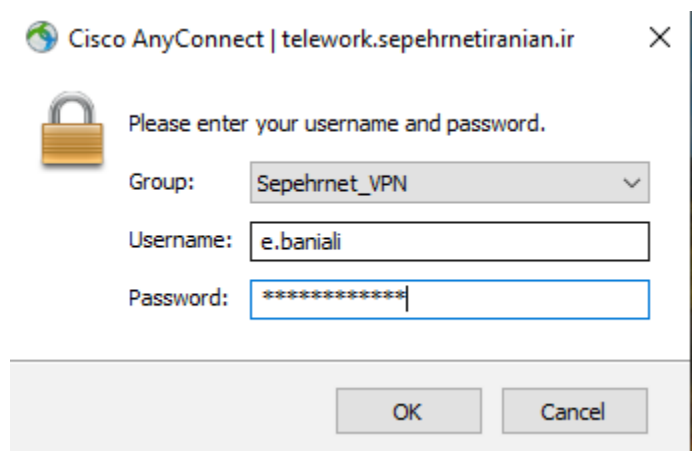 Cisco AnyConnect | telework.sepehrnetiranian.ir
Please enter your username and password.
Group: Sepehrnet_VPN
Username: e.baniali
Password: *************
OK Cancel